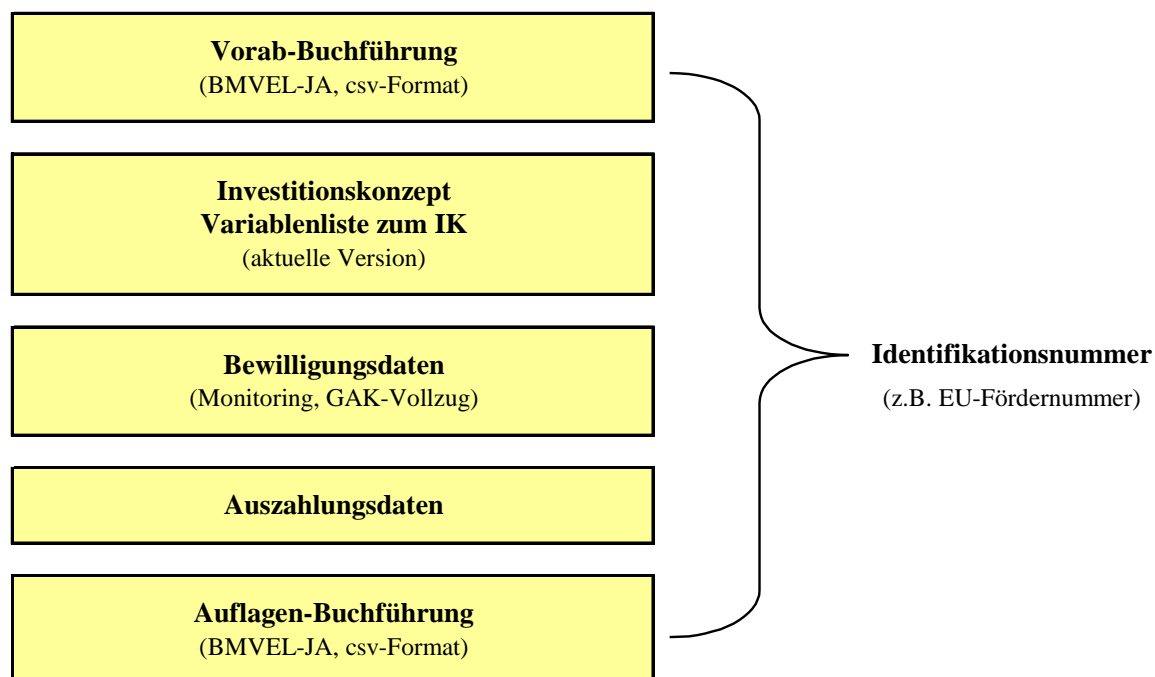 Vorab-Buchführung
(BMVEL-JA, csv-Format)
Investitionskonzept
Variablenliste zum IK
(aktuelle Version)
Bewilligungsdaten
(Monitoring, GAK-Vollzug)
Auszahlungsdaten
Auflagen-Buchführung
(BMVEL-JA, csv-Format)
Identifikationsnummer
(z.B. EU-Fördernummer)